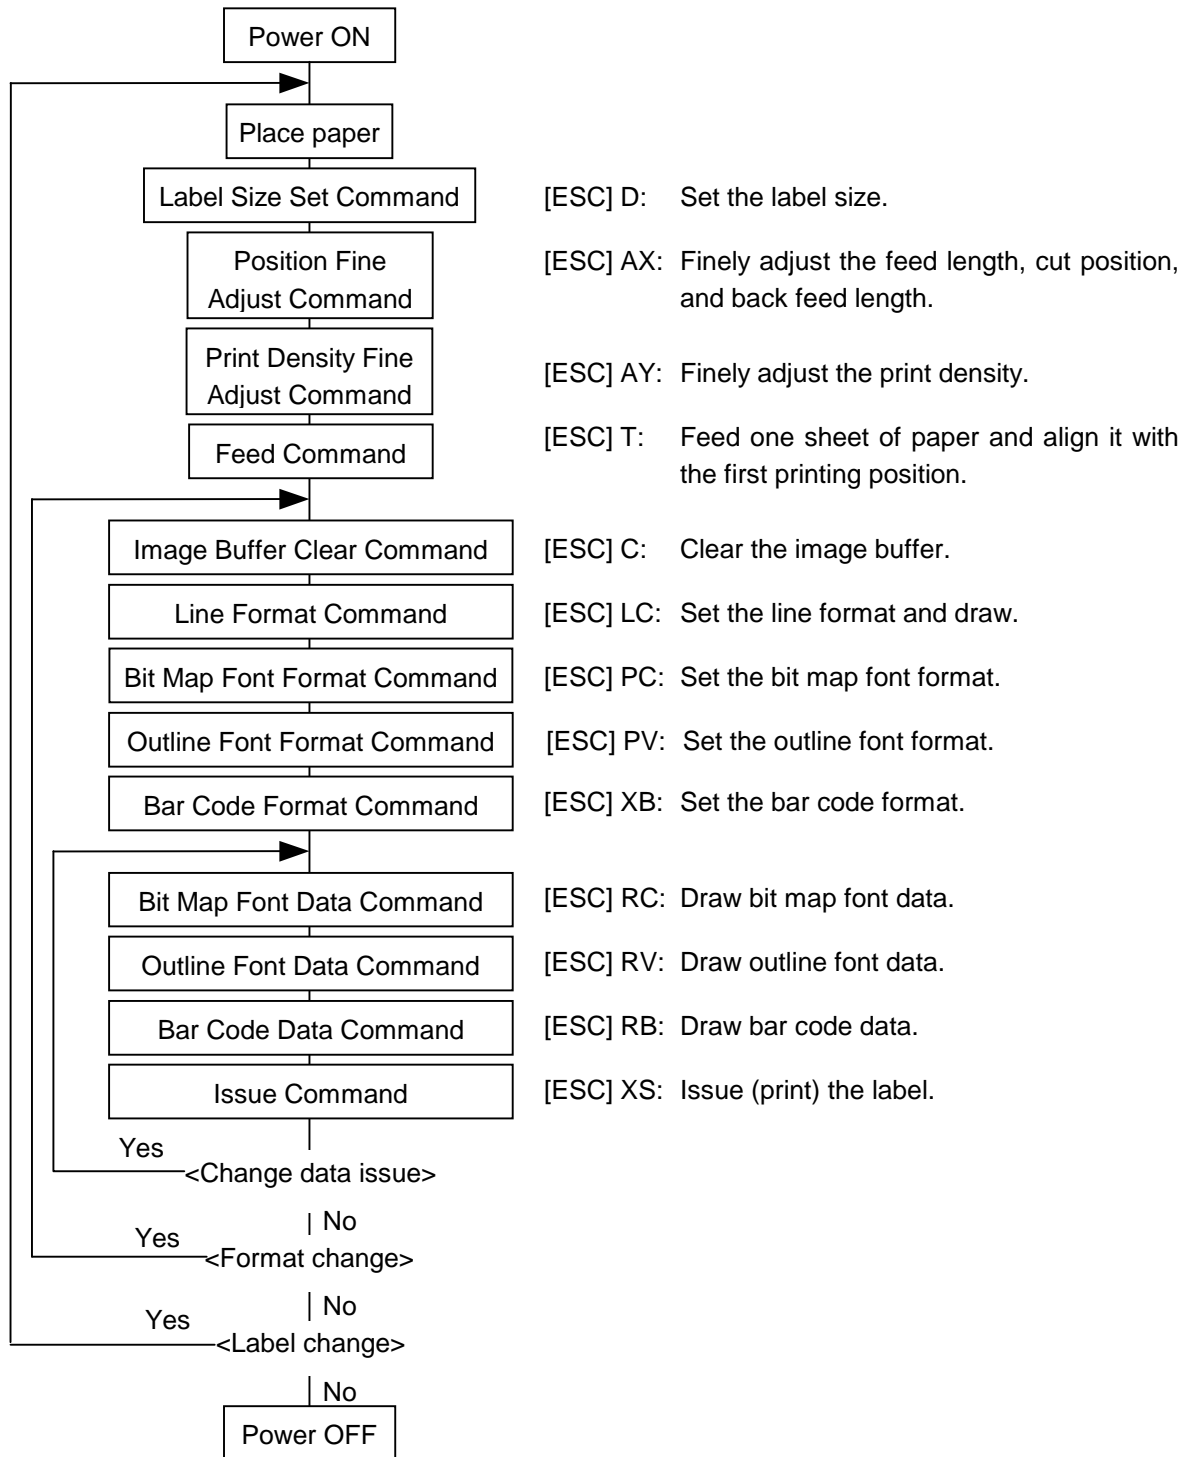 Power ON
Place paper
Label Size Set Command [ESC] D: Set the label size.
Position Fine [ESC] AX: Finely adjust the feed length, cut position,
Adjust Command and back feed length.
Print Density Fine
Adjust Command [ESC] AY: Finely adjust the print density.
Feed Command [ESC] T: Feed one sheet of paper and align it with
the first printing position.
Image Buffer Clear Command [ESC] C: Clear the image buffer.
Line Format Command [ESC] LC: Set the line format and draw.
Bit Map Font Format Command [ESC] PC: Set the bit map font format.
Outline Font Format Command [ESC] PV: Set the outline font format.
Bar Code Format Command [ESC] XB: Set the bar code format.
Bit Map Font Data Command [ESC] RC: Draw bit map font data.
Outline Font Data Command [ESC] RV: Draw outline font data.
Bar Code Data Command [ESC] RB: Draw bar code data.
Issue Command [ESC] XS: Issue (print) the label.
Yes
<Change data issue>
No
Yes
<Format change>
No
Yes
<Label change>
No
Power OFF